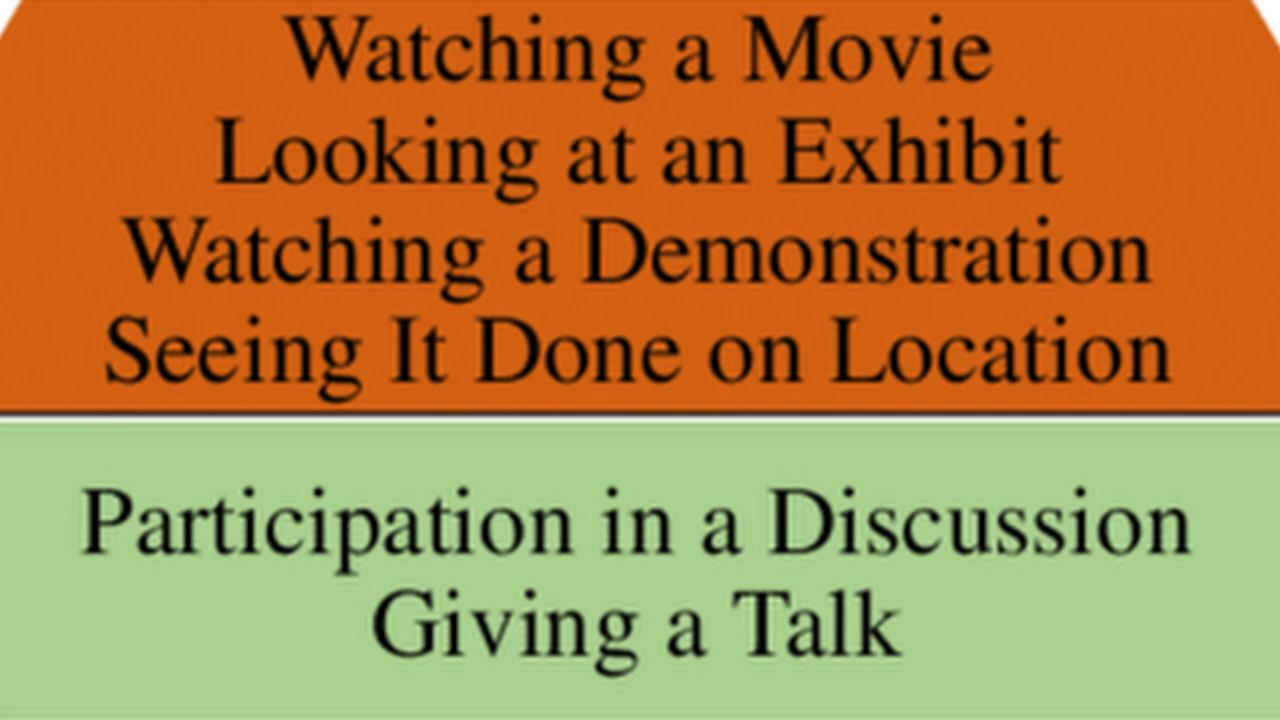 Watching a Movie
Looking at an Exhibit
Watching a Demonstration
Seeing It Done on Location
Participation in a Discussion
Giving a Talk